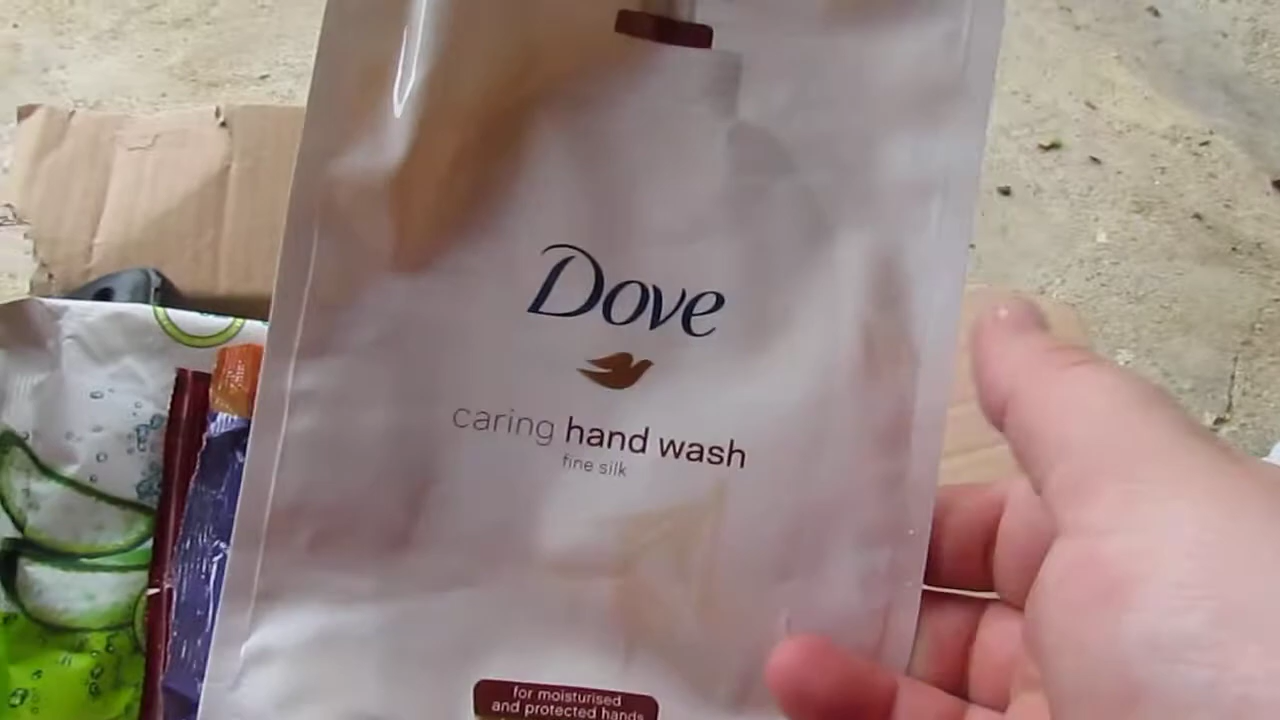 Dove
caring hand wash
fine silk
for moisturised
and protected hands